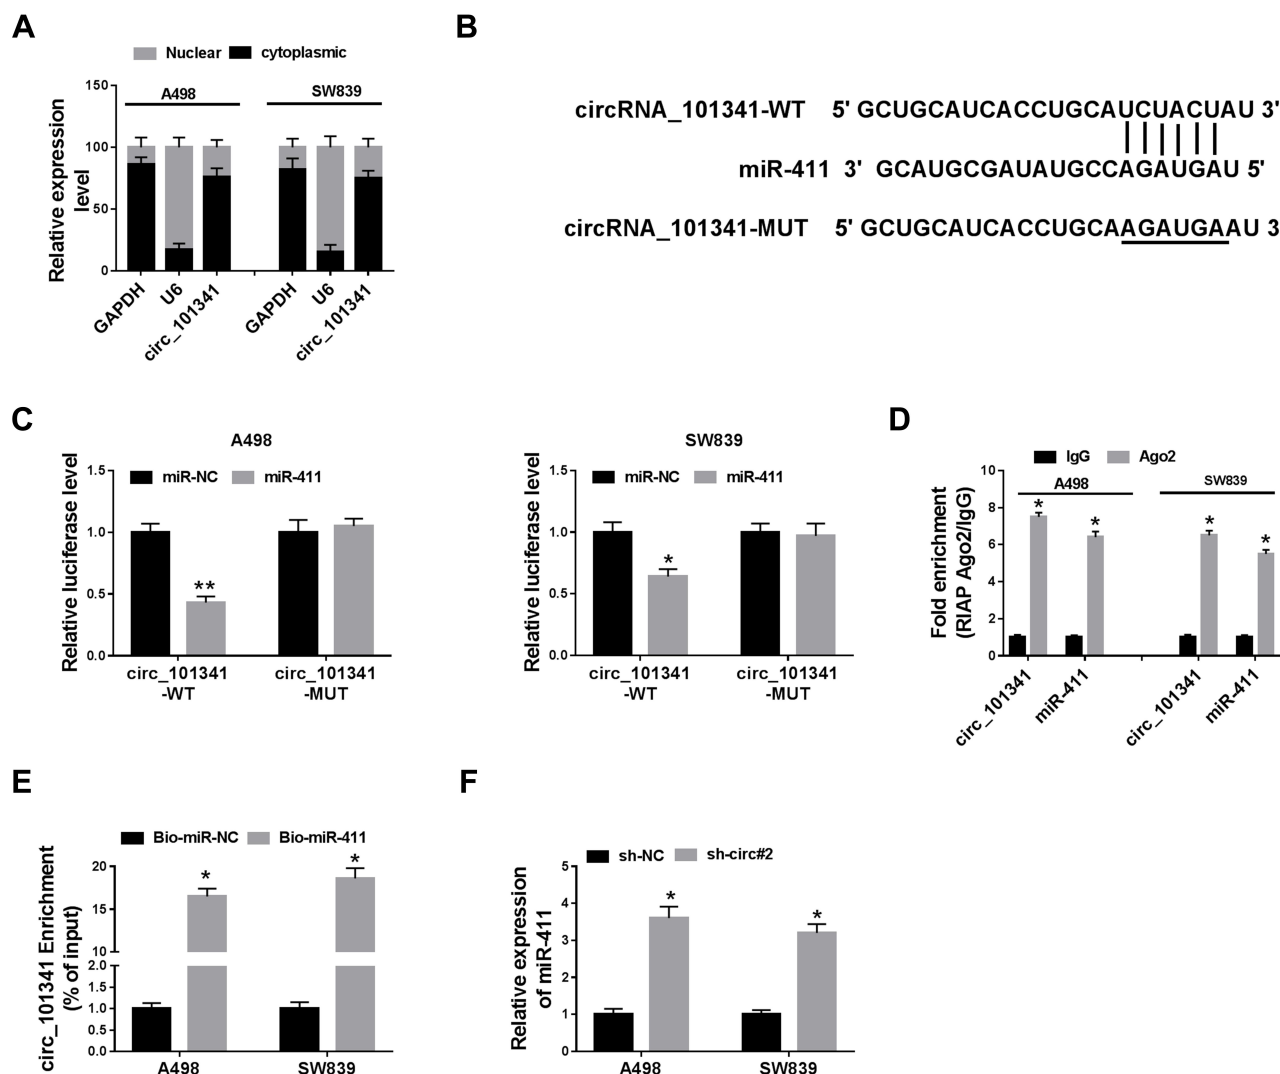 A
Nuclear cytoplasmic
A498 SW839
Relative expression
level
150
100
50
0
GAPDH U6 circ_101341 GAPDH U6 circ_101341
B
circRNA_101341-WT 5' GCUGCAUCACCUGCAUCUACUAU 3'
miR-411 3' GCAUGCGAUAUGCCAGAUGAU 5'
circRNA_101341-MUT 5' GCUGCAUCACCUGCAAGAUGAAU 3
C
A498
miR-NC miR-411
Relative luciferase level
1.5
1.0
0.5
0.0
**
circ_101341 circ_101341
-WT -MUT
SW839
miR-NC miR-411
Relative luciferase level
1.5
1.0
0.5
0.0
*
circ_101341 circ_101341
-WT -MUT
D
IgG Ago2
A498 SW839
Fold enrichment
(RIAP Ago2/IgG)
10
8
6
4
2
0
* * * *
circ_101341 miR-411 circ_101341 miR-411
E
Bio-miR-NC Bio-miR-411
circ_101341 Enrichment
(% of input)
20
15
10
2.0
1.5
1.0
0.5
0.0
* *
A498 SW839
F
sh-NC sh-circ#2
Relative expression
of miR-411
5
4
3
2
1
0
* *
A498 SW839